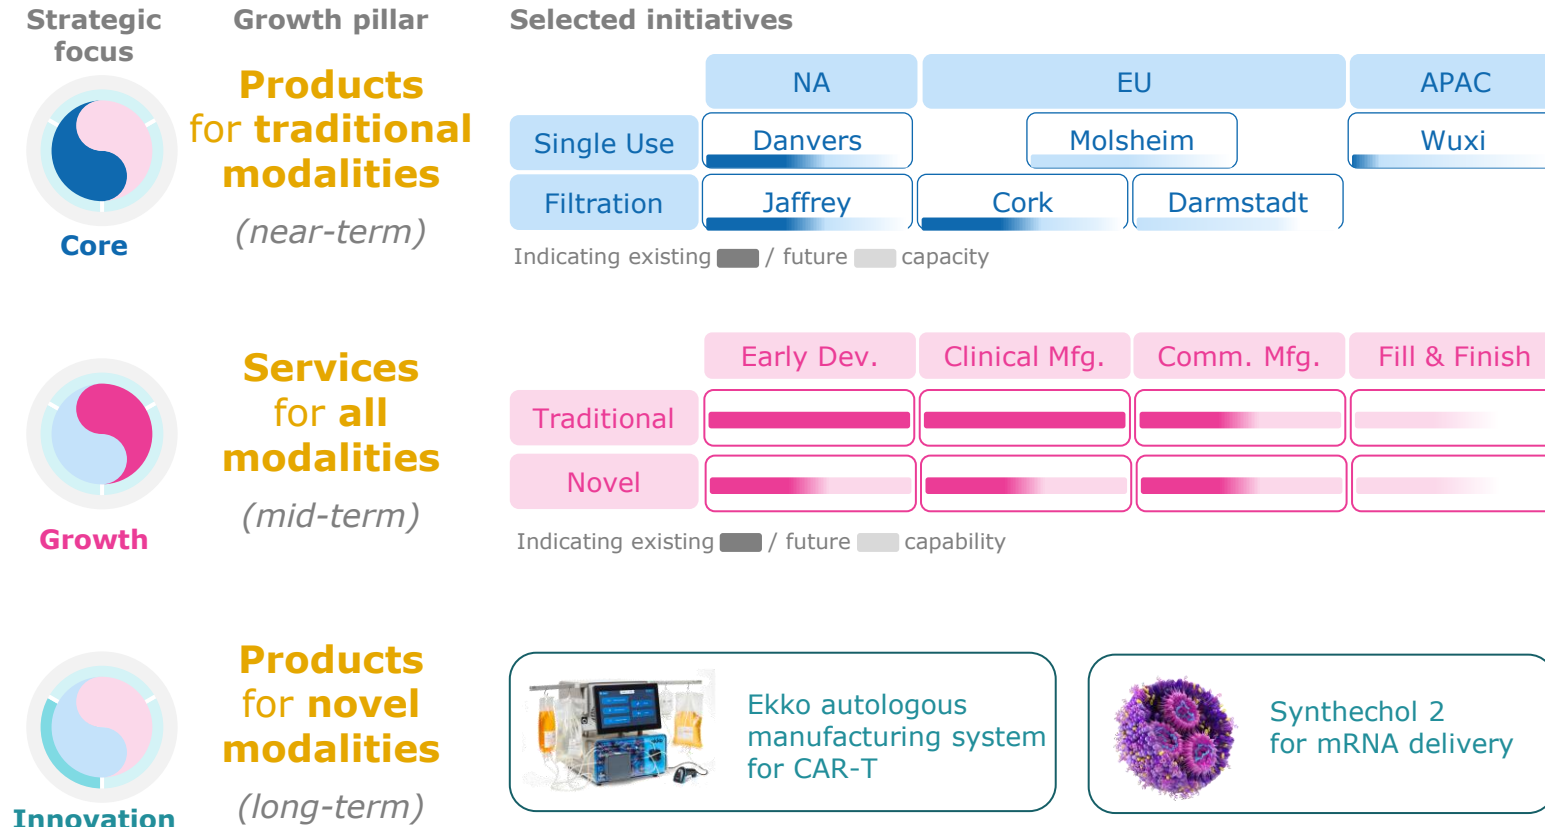 Strategic
focus
Growth pillar
Selected initiatives
Products
for traditional
modalities
(near-term)
Core
NA
EU
APAC
Single Use
Danvers
Molsheim
Wuxi
Filtration
Jaffrey
Cork
Darmstadt
Indicating existing / future capacity
Services
for all
modalities
(mid-term)
Growth
Early Dev.
Clinical Mfg.
Comm. Mfg.
Fill & Finish
Traditional
Novel
Indicating existing / future capability
Products
for novel
modalities
(long-term)
Innovation
Ekko autologous
manufacturing system
for CAR-T
Synthechol 2
for mRNA delivery